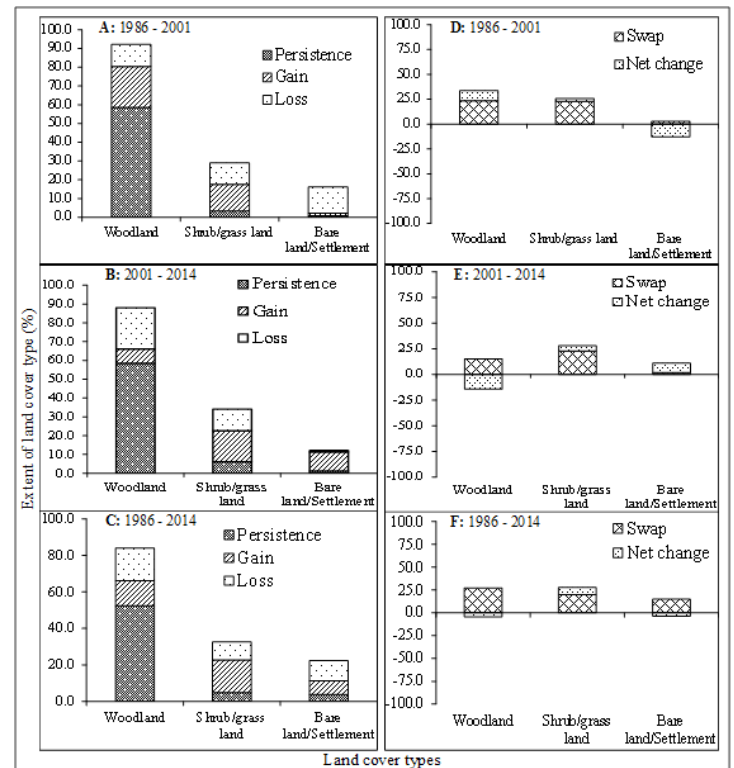 Extent of land cover type (%)
A: 1986 - 2001
100.0
90.0
80.0
70.0
60.0
50.0
40.0
30.0
20.0
10.0
0.0
Persistence
Gain
Loss
Woodland
Shrub/grass land
Bare
land/Settlement
D: 1986 - 2001
100.0
75.0
50.0
25.0
0.0
-25.0
-50.0
-75.0
-100.0
Swap
Net change
Woodland
Shrub/grass land
Bare
land/Settlement
B: 2001 - 2014
100.0
90.0
80.0
70.0
60.0
50.0
40.0
30.0
20.0
10.0
0.0
Persistence
Gain
Loss
Woodland
Shrub/grass
land
Bare
land/Settlement
E: 2001 - 2014
100.0
75.0
50.0
25.0
0.0
-25.0
-50.0
-75.0
-100.0
Swap
Net change
Woodland
Shrub/grass
land
Bare
land/Settlement
C: 1986 - 2014
100.0
80.0
60.0
40.0
20.0
0.0
Persistence
Gain
Loss
Woodland
Shrub/grass
land
Bare
land/Settlement
F: 1986 - 2014
100.0
75.0
50.0
25.0
0.0
-25.0
-50.0
-75.0
-100.0
Swap
Net change
Woodland
Shrub/grass
land
Bare
land/Settlement
Land cover types